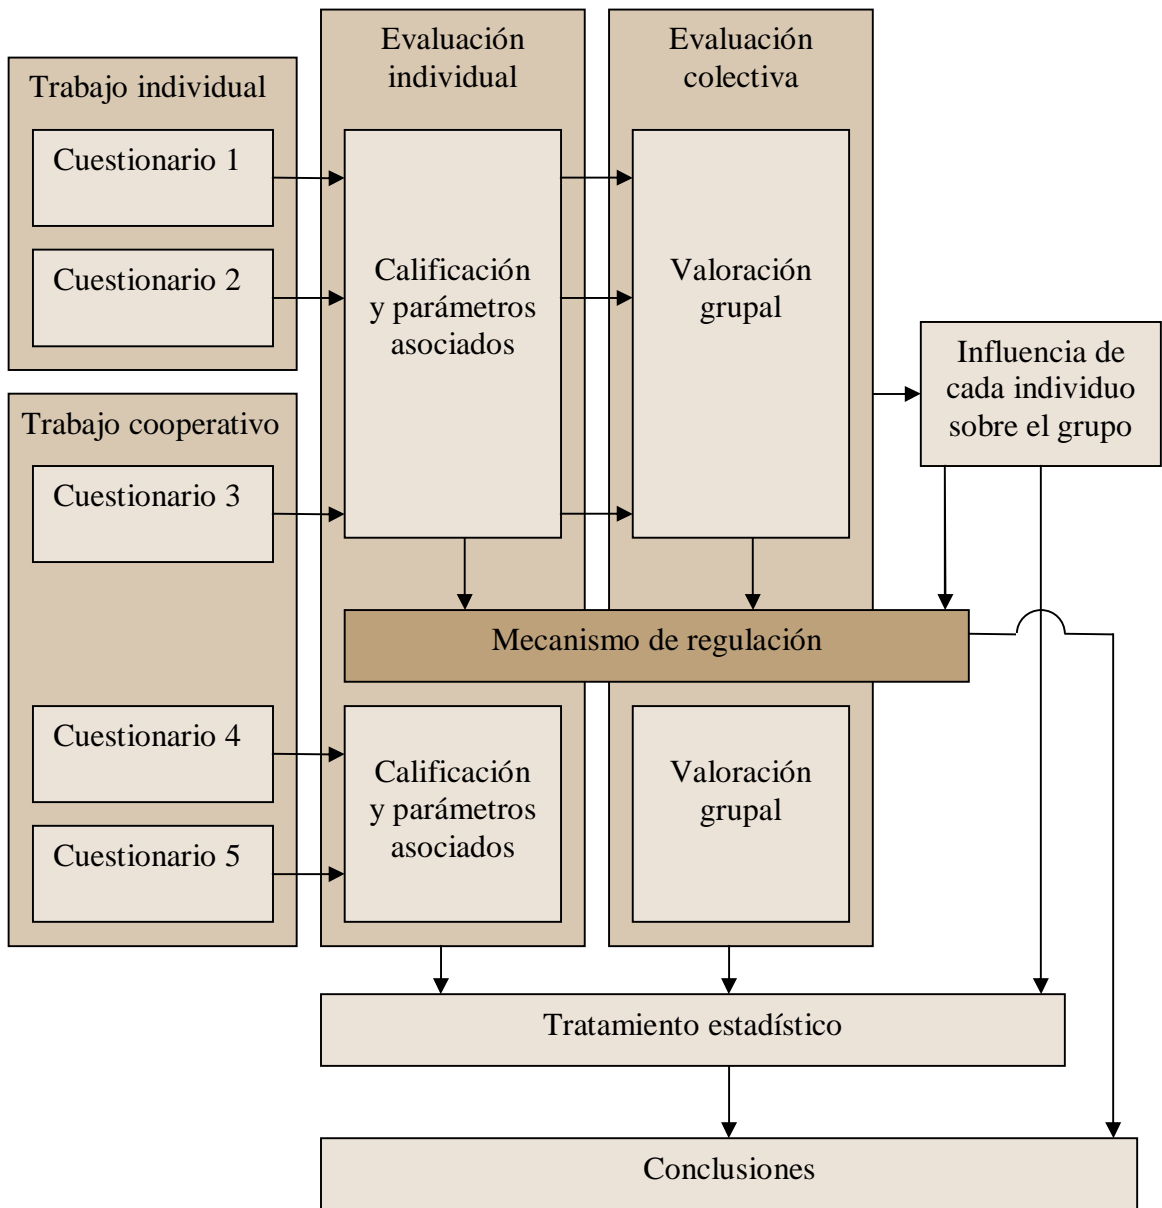 Trabajo individual
Cuestionario 1
Cuestionario 2
Trabajo cooperativo
Cuestionario 3
Cuestionario 4
Cuestionario 5
Evaluación
individual
Calificación
y parámetros
asociados
Evaluación
colectiva
Valoración
grupal
Influencia de
cada individuo
sobre el grupo
Mecanismo de regulación
Calificación
y parámetros
asociados
Valoración
grupal
Tratamiento estadístico
Conclusiones